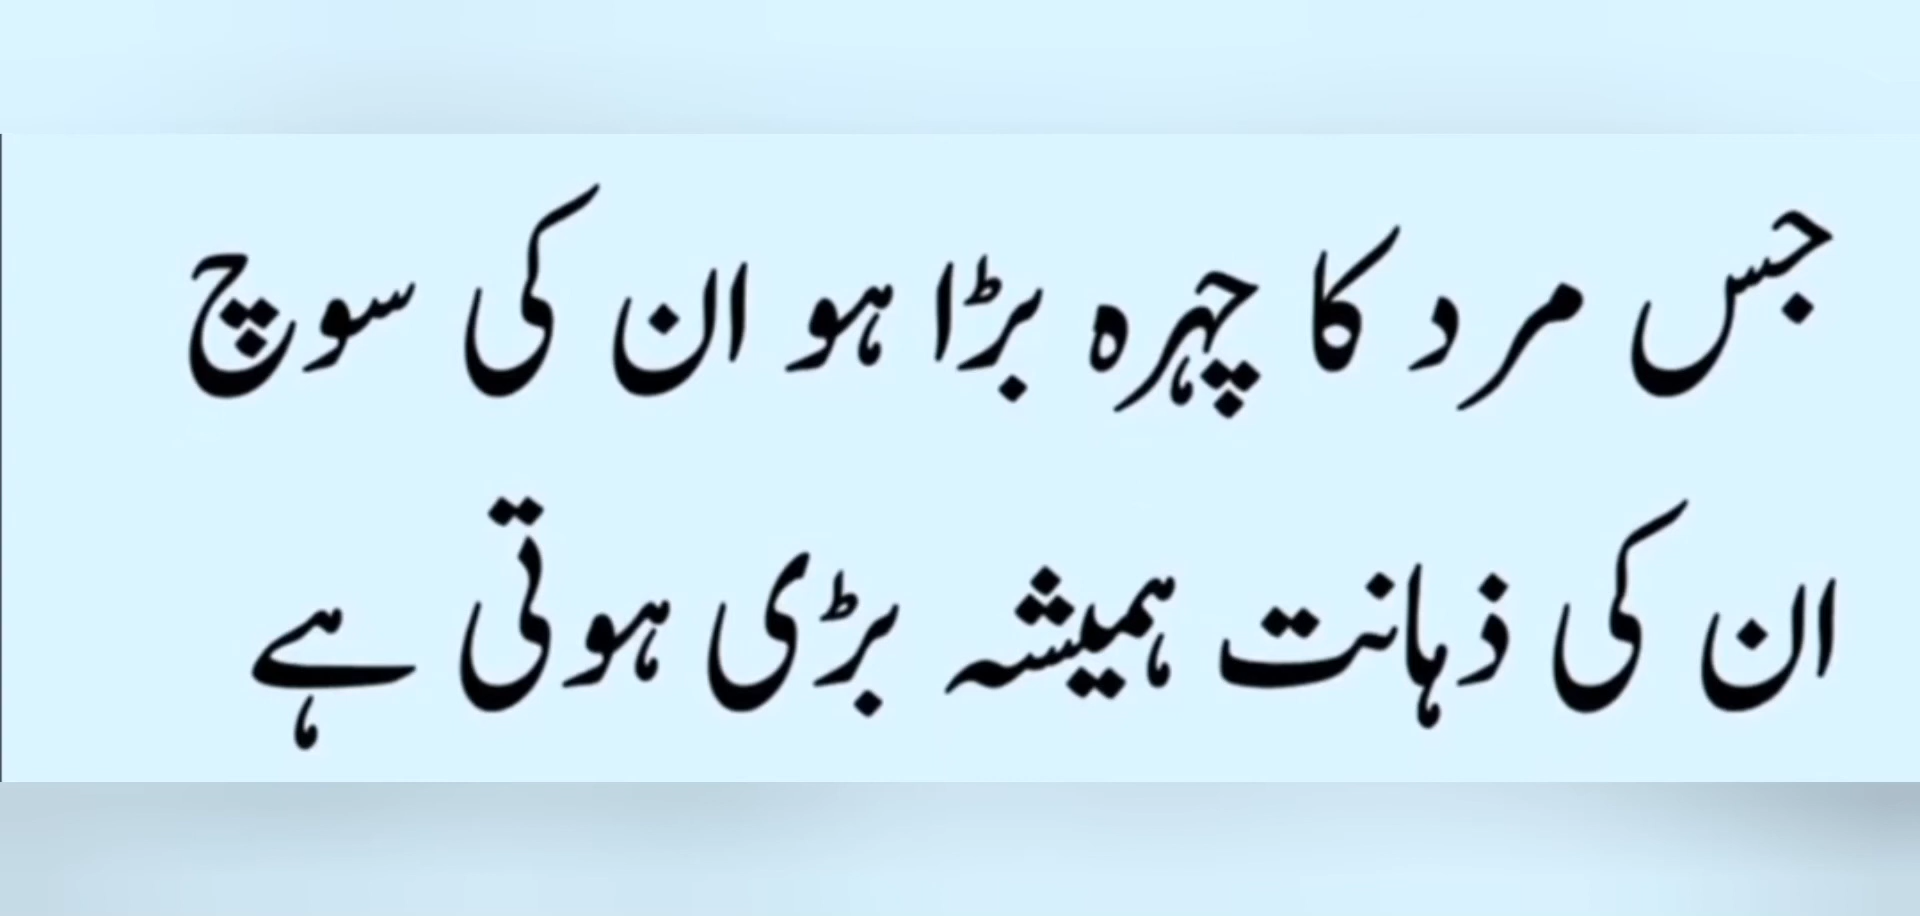 جس مرد کا چہرہ بڑا ہو ان کی سوچ
ان کی ذہانت ہمیشہ بڑی ہوتی ہے